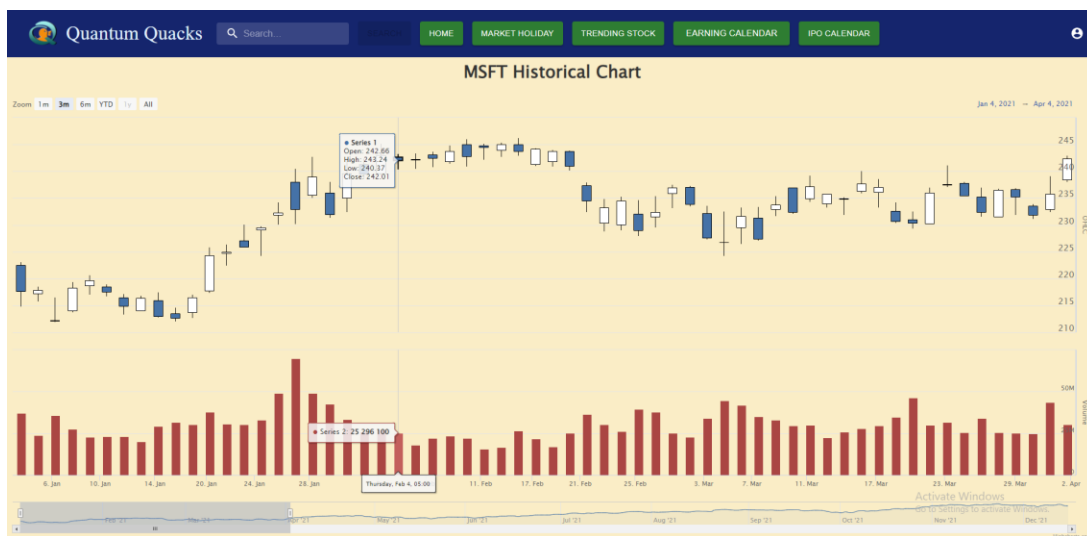 Quantum Quacks
Search...
SEARCH
HOME
MARKET HOLIDAY
TRENDING STOCK
EARNING CALENDAR
IPO CALENDAR
MSFT Historical Chart
Zoom 1m 3m 6m YTD 1y All
Jan 4, 2021 – Apr 4, 2021
Series 1
Open: 242.66
High: 243.24
Low: 240.37
Close: 242.01
245
240
235
230
225
220
215
210
OHLC
50M
Volume
0
Series 2: 25 296 100
Thursday, Feb 4, 05:00
6. Jan 10. Jan 14. Jan 20. Jan 24. Jan 28. Jan 11. Feb 17. Feb 21. Feb 25. Feb 3. Mar 7. Mar 11. Mar 17. Mar 23. Mar 29. Mar 2. Apr
Activate Windows
Go to Settings to activate Windows.
Feb '21 Mar '21 Apr '21 May '21 Jun '21 Jul '21 Aug '21 Sep '21 Oct '21 Nov '21 Dec '21